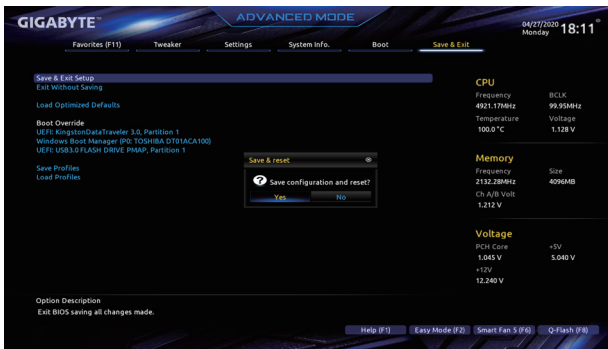 GIGABYTE™
ADVANCED MODE
04/27/2020
Monday
18:11
Favorites (F11) Tweaker Settings System Info. Boot Save & Exit
Save & Exit Setup
Exit Without Saving
Load Optimized Defaults
Boot Override
UEFI: KingstonDataTraveler 3.0, Partition 1
Windows Boot Manager (P0: TOSHIBA DT01ACA100)
UEFI: USB3.0 FLASH DRIVE PMAP, Partition 1
Save Profiles
Load Profiles
Save & reset
Save configuration and reset?
Yes No
CPU
Frequency BCLK
4921.17MHz 99.95MHz
Temperature Voltage
100.0 °C 1.128 V
Memory
Frequency Size
2132.28MHz 4096MB
Ch A/B Volt
1.212 V
Voltage
PCH Core +5V
1.045 V 5.040 V
+12V
12.240 V
Option Description
Exit BIOS saving all changes made.
Help (F1) Easy Mode (F2) Smart Fan 5 (F6) Q-Flash (F8)